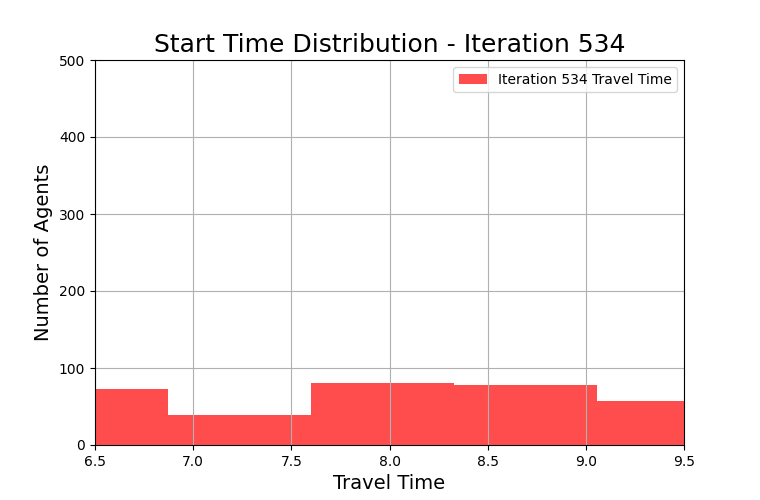 Start Time Distribution - Iteration 534
Iteration 534 Travel Time
Number of Agents
500
400
300
200
100
0
6.5 7.0 7.5 8.0 8.5 9.0 9.5
Travel Time